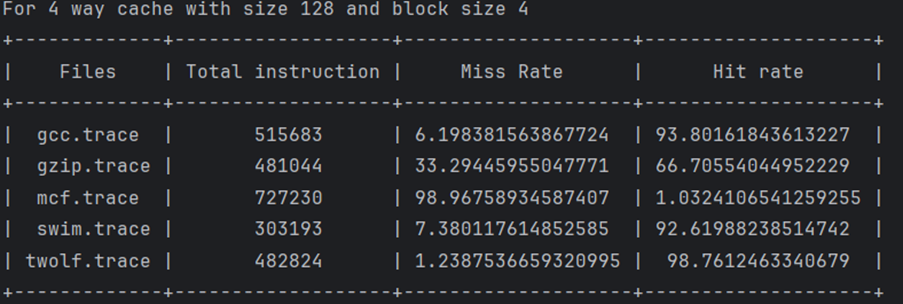 For 4 way cache with size 128 and block size 4
+-------------+-------------------+--------------------+--------------------+
|    Files    | Total instruction |     Miss Rate      |      Hit rate      |
+-------------+-------------------+--------------------+--------------------+
|  gcc.trace  |       515683      | 6.198381563867724  | 93.80161843613227  |
|  gzip.trace |       481044      | 33.29445955047771  | 66.70554044952229  |
|  mcf.trace  |       727230      | 98.96758934587407  | 1.0324106541259255 |
|  swim.trace |       303193      | 7.380117614852585  | 92.61988238514742  |
| twolf.trace |       482824      | 1.2387536659320995 |  98.7612463340679  |
+-------------+-------------------+--------------------+--------------------+